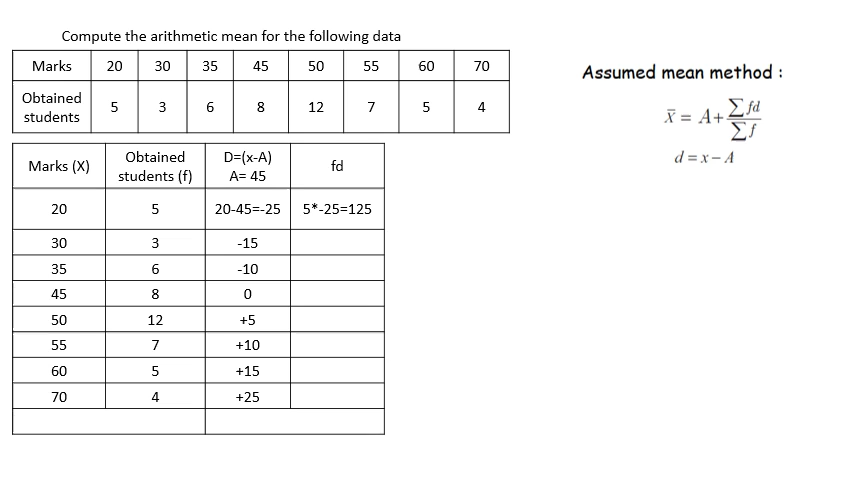 Compute the arithmetic mean for the following data
Marks 20 30 35 45 50 55 60 70
Obtained students 5 3 6 8 12 7 5 4
Assumed mean method :
x̄ = A+ ∑fd / ∑f
d = x − A
Marks (X) Obtained students (f) D=(x-A) A= 45 fd
20 5 20-45=-25 5*-25=125
30 3 -15
35 6 -10
45 8 0
50 12 +5
55 7 +10
60 5 +15
70 4 +25